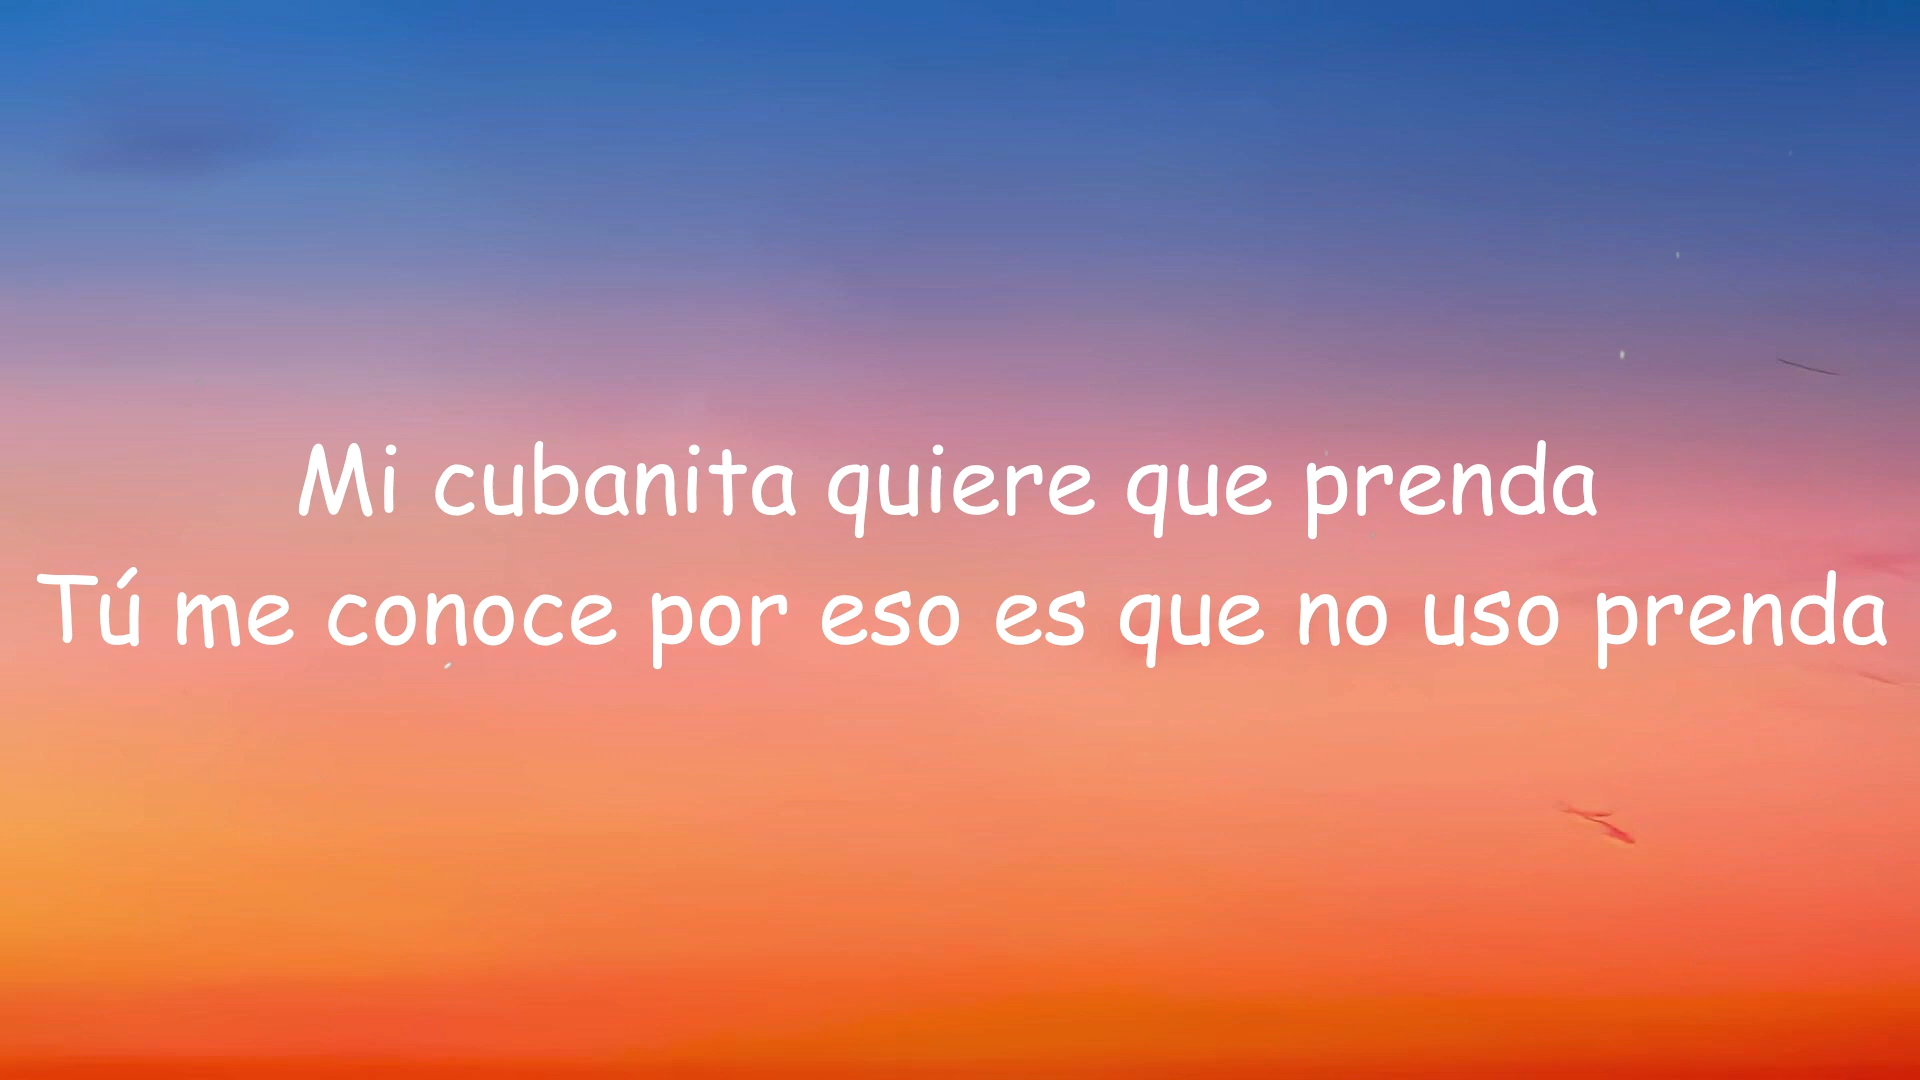 Mi cubanita quiere que prenda
Tú me conoce por eso es que no uso prenda